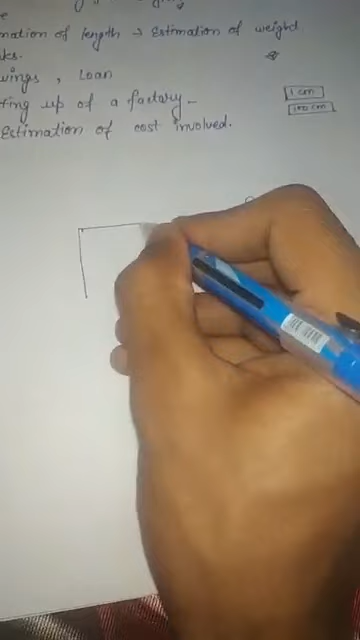 mation of length → Estimation of weight
ks.
wings, Loan
1 cm
ting up of a factory -
100 cm
Estimation of cost involved.